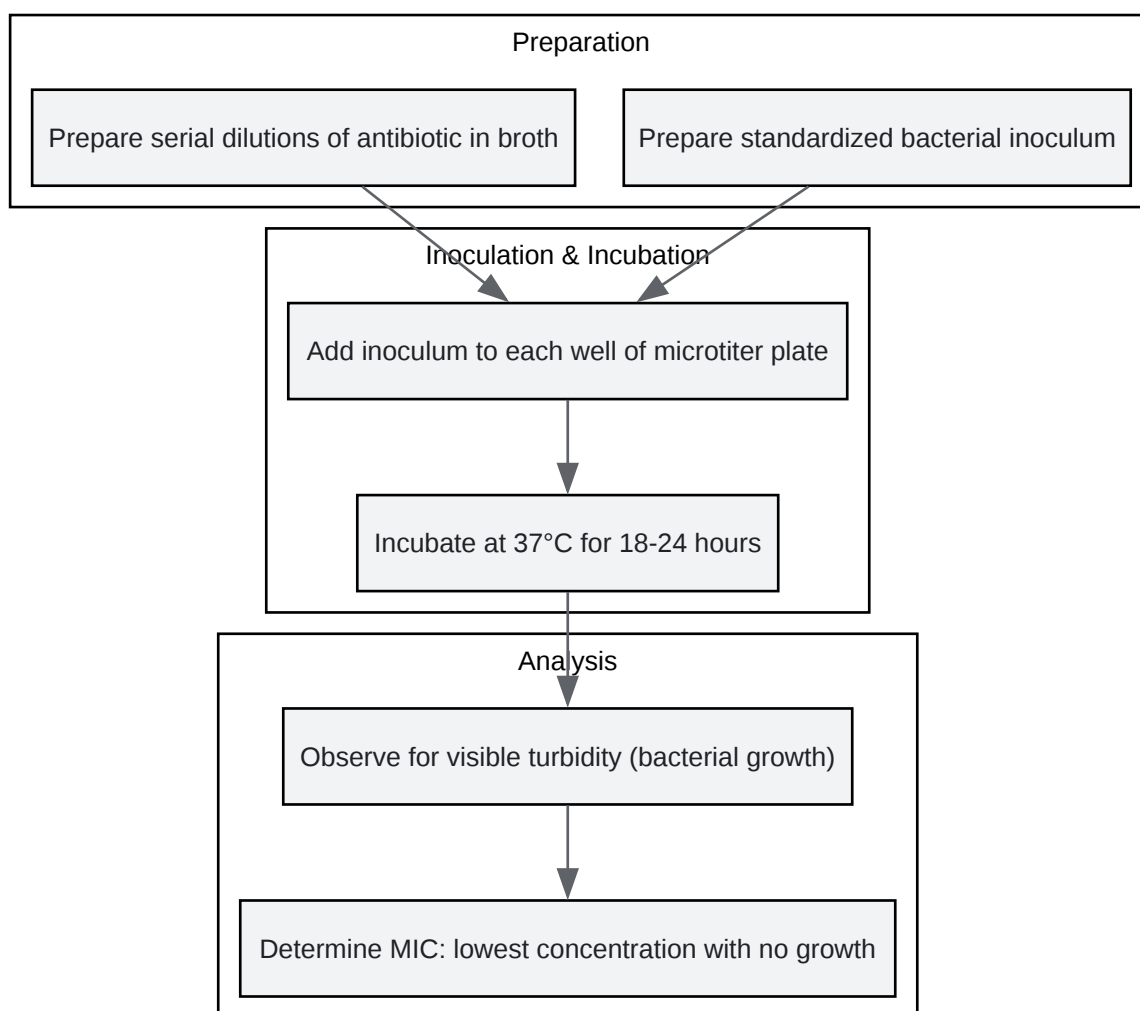 Preparation
Prepare serial dilutions of antibiotic in broth
Prepare standardized bacterial inoculum
Inoculation & Incubation
Add inoculum to each well of microtiter plate
Incubate at 37°C for 18-24 hours
Analysis
Observe for visible turbidity (bacterial growth)
Determine MIC: lowest concentration with no growth